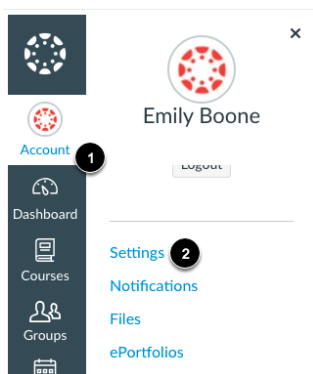 ×
Emily Boone
Account
1
Logout
Dashboard
Courses
Groups
Settings 2
Notifications
Files
ePortfolios